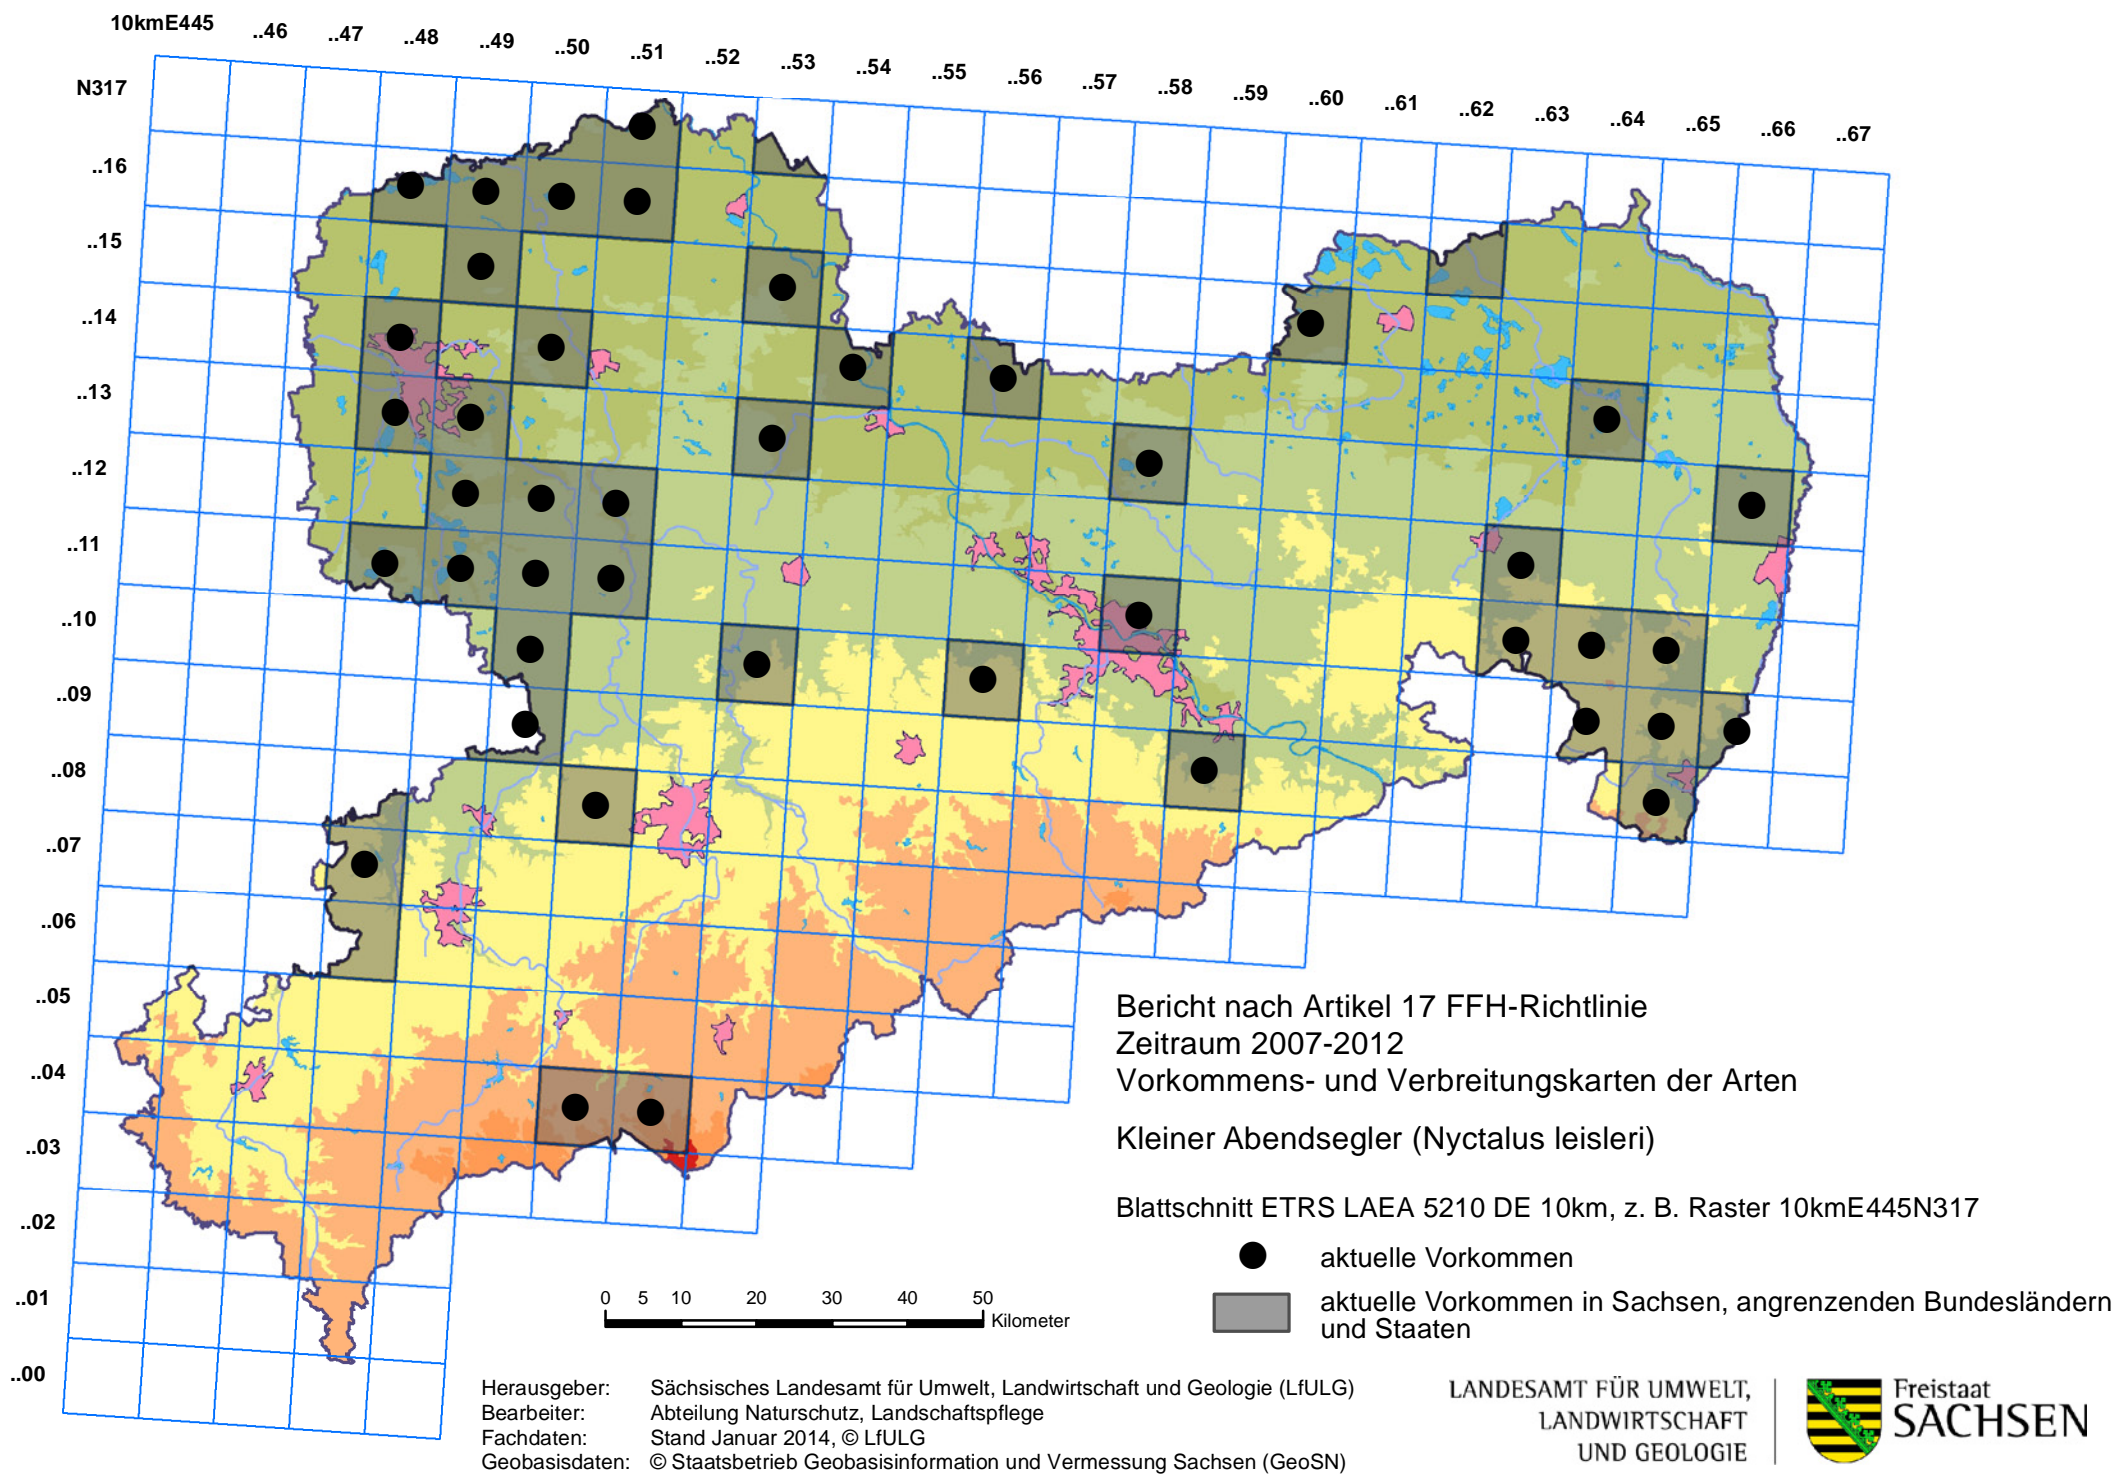 10kmE445 ..46 ..47 ..48 ..49 ..50 ..51 ..52 ..53 ..54 ..55 ..56 ..57 ..58 ..59 ..60 ..61 ..62 ..63 ..64 ..65 ..66 ..67
N317
..16
..15
..14
..13
..12
..11
..10
..09
..08
..07
..06
..05
..04
..03
..02
..01
..00
Bericht nach Artikel 17 FFH-Richtlinie
Zeitraum 2007-2012
Vorkommens- und Verbreitungskarten der Arten
Kleiner Abendsegler (Nyctalus leisleri)
Blattschnitt ETRS LAEA 5210 DE 10km, z. B. Raster 10kmE445N317
aktuelle Vorkommen
aktuelle Vorkommen in Sachsen, angrenzenden Bundesländern
und Staaten
0 5 10 20 30 40 50
Kilometer
Herausgeber: Sächsisches Landesamt für Umwelt, Landwirtschaft und Geologie (LfULG)
Bearbeiter: Abteilung Naturschutz, Landschaftspflege
Fachdaten: Stand Januar 2014, © LfULG
Geobasisdaten: © Staatsbetrieb Geobasisinformation und Vermessung Sachsen (GeoSN)
LANDESAMT FÜR UMWELT,
LANDWIRTSCHAFT
UND GEOLOGIE
Freistaat
SACHSEN